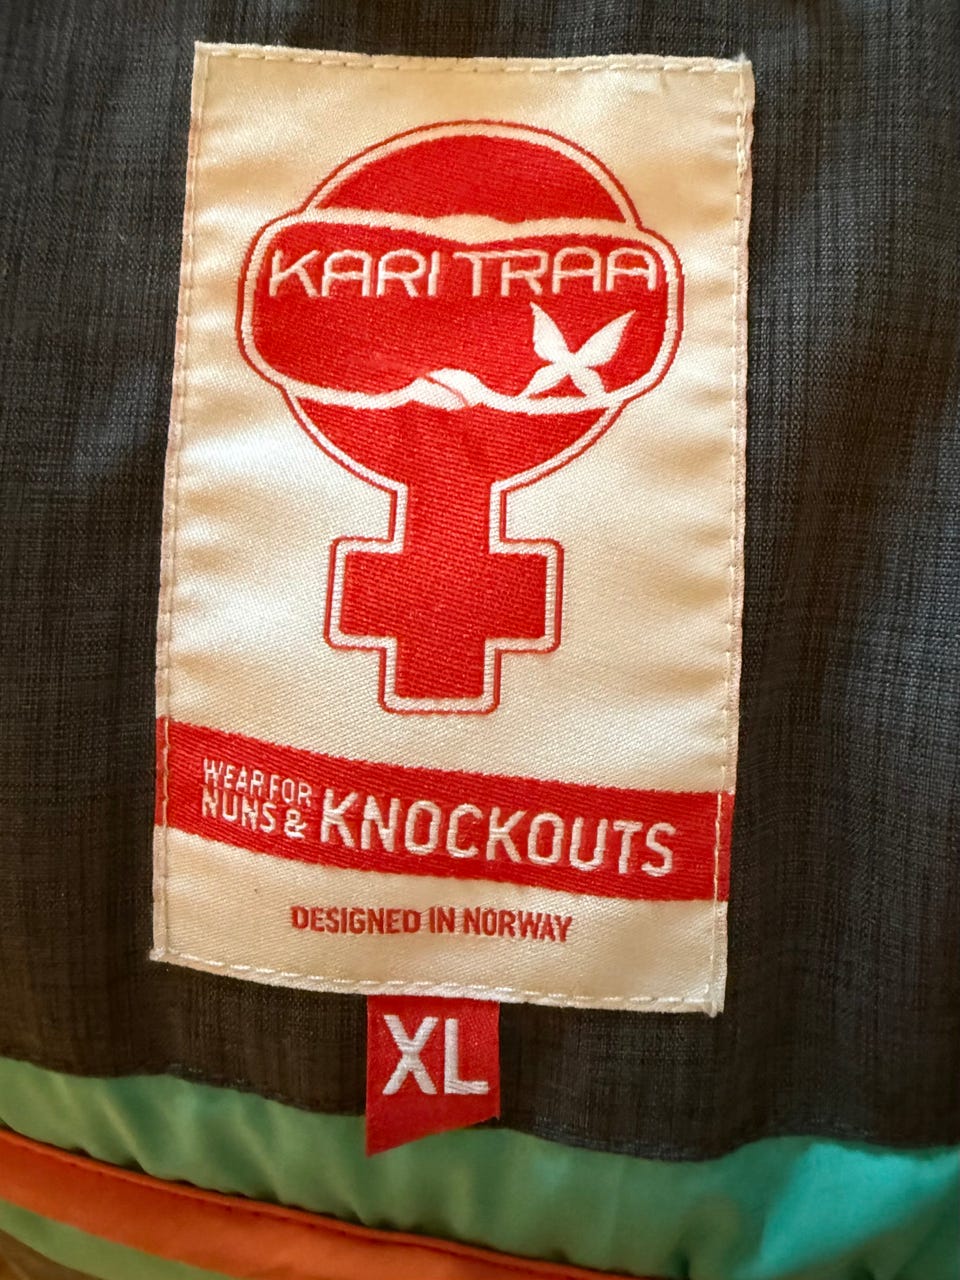 KARI TRAA
WEAR FOR
NUNS & KNOCKOUTS
DESIGNED IN NORWAY
XL